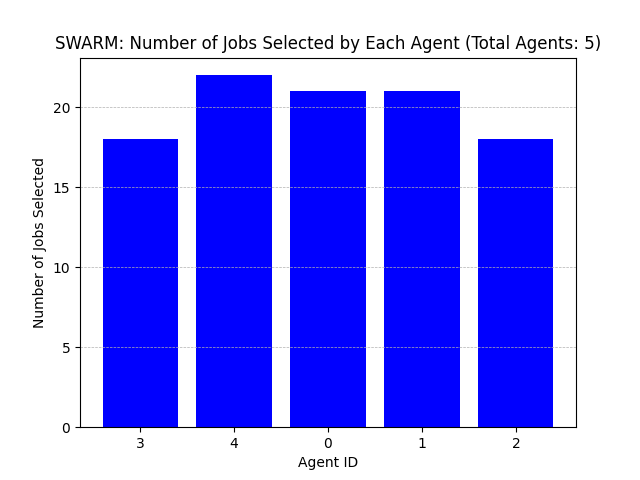 SWARM: Number of Jobs Selected by Each Agent (Total Agents: 5)
Number of Jobs Selected
20
15
10
5
0
3 4 0 1 2
Agent ID